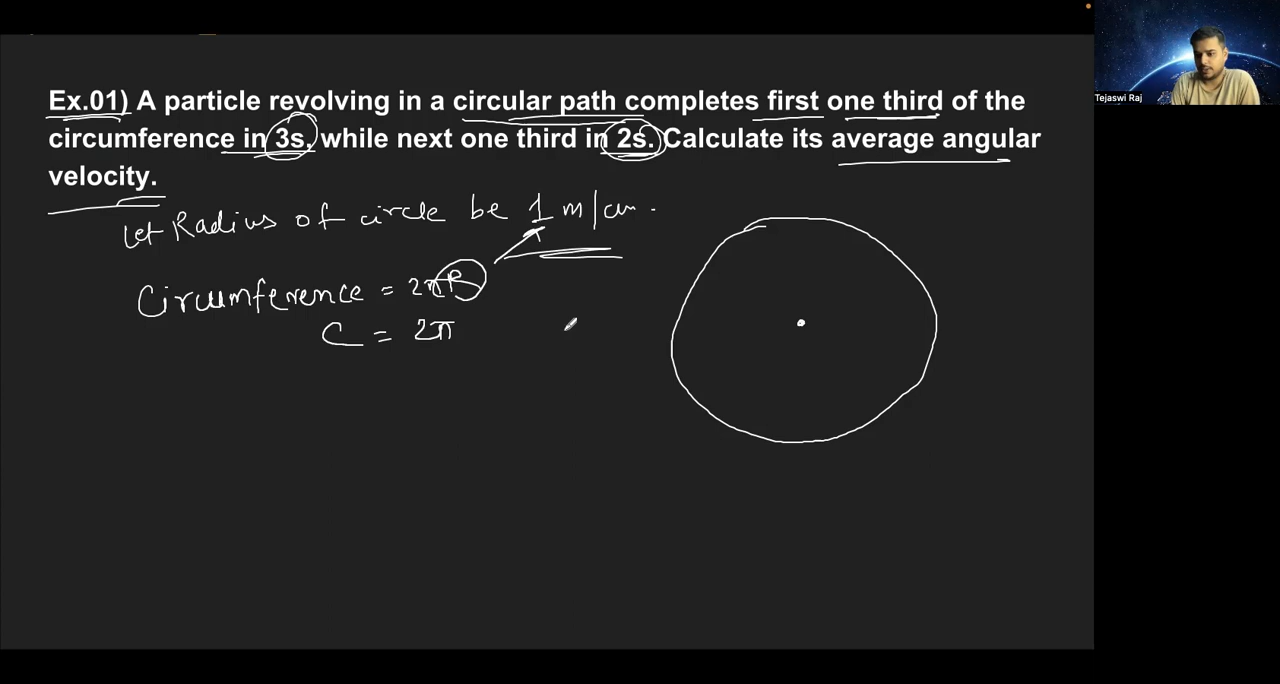 Ex.01) A particle revolving in a circular path completes first one third of the
circumference in 3s, while next one third in 2s. Calculate its average angular
velocity.
Let Radius of circle be 1 m/cm.
Circumference = 2πR
C = 2π
Tejaswi Raj